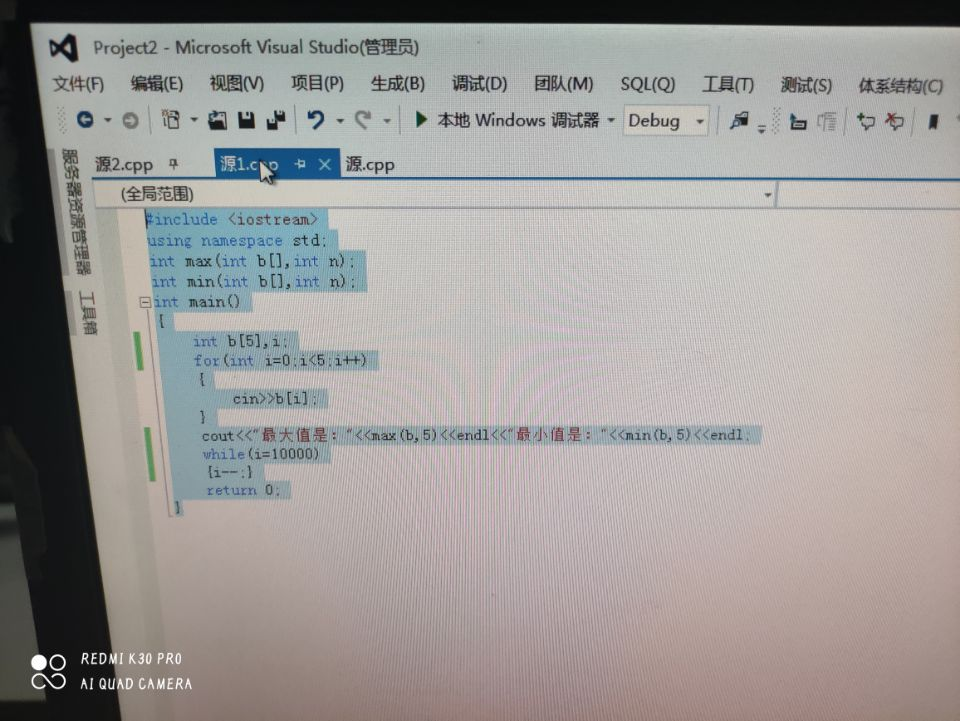 Project2 - Microsoft Visual Studio(管理员)
文件(F) 编辑(E) 视图(V) 项目(P) 生成(B) 调试(D) 团队(M) SQL(Q) 工具(T) 测试(S) 体系结构(C)
本地 Windows 调试器 Debug
源2.cpp 源1.cpp 源.cpp
服务器资源管理器
工具箱
(全局范围)
#include <iostream>
using namespace std;
int max(int b[],int n);
int min(int b[],int n);
int main()
{
int b[5],i;
for(int i=0;i<5;i++)
{
cin>>b[i];
}
cout<<"最大值是："<<max(b,5)<<endl<<"最小值是："<<min(b,5)<<endl;
while(i=10000)
{i--;}
return 0;
}
REDMI K30 PRO
AI QUAD CAMERA